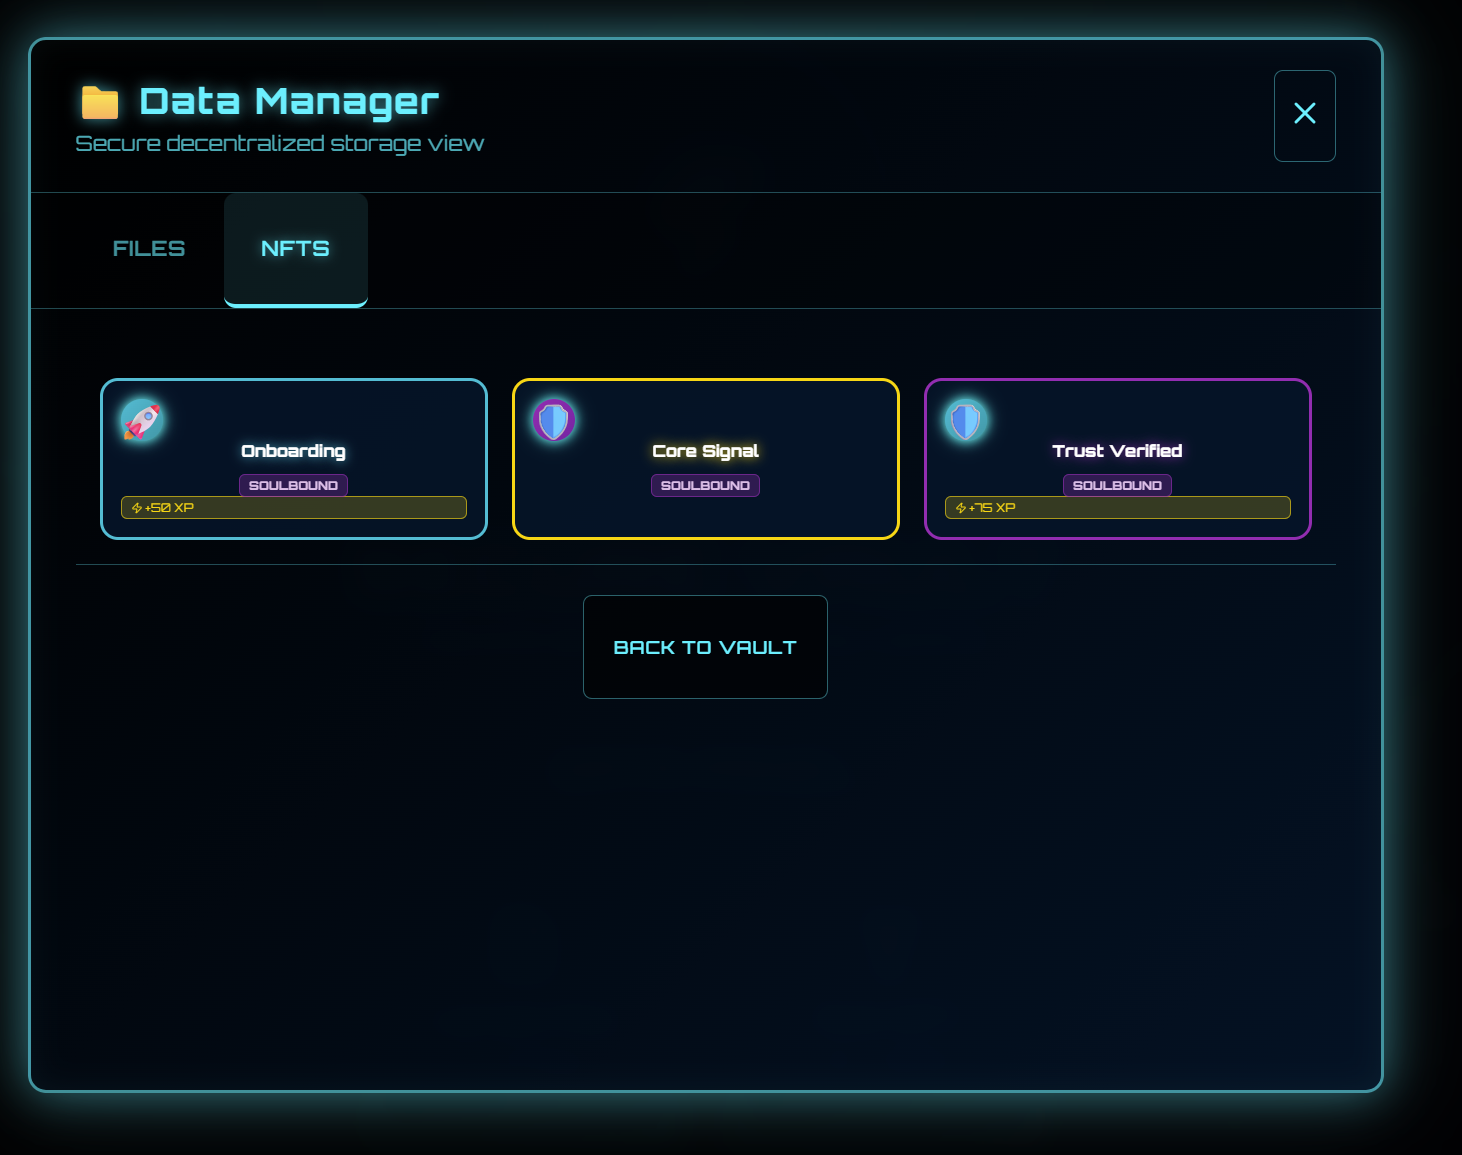 Data Manager
Secure decentralized storage view
FILES
NFTS
Onboarding
SOULBOUND
+50 XP
Core Signal
SOULBOUND
Trust Verified
SOULBOUND
+75 XP
BACK TO VAULT